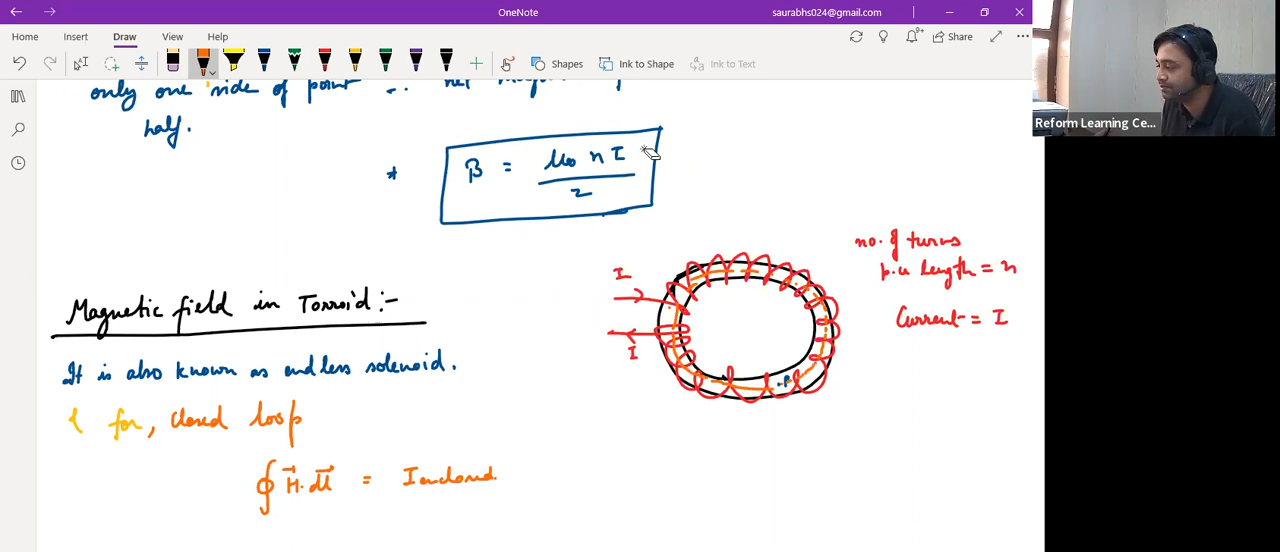 OneNote
saurabhs024@gmail.com
Home Insert Draw View Help
Share
Shapes Ink to Shape Ink to Text
only one side of point
half.
* B = μ₀ n I / 2
Reform Learning Ce...
no. of turns
p.u length = n
Current = I
I
I
.P
Magnetic field in Torroid :-
It is also known as endless solenoid.
for, closed loop
∮ H⃗. dl⃗ = I enclosed.